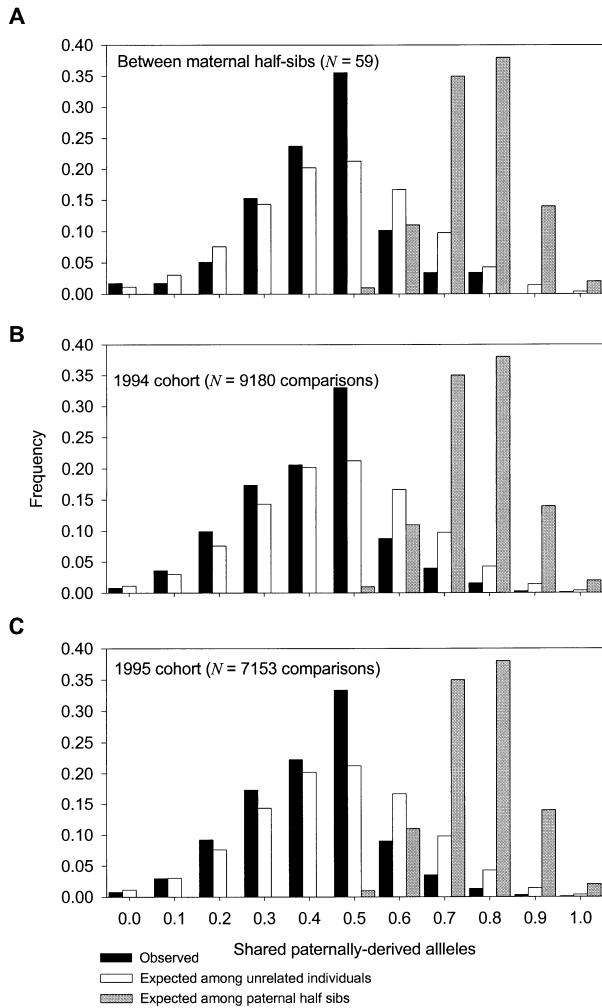 A
0.40
0.35
0.30
0.25
0.20
0.15
0.10
0.05
0.00
Between maternal half-sibs (N = 59)
B
0.40
0.35
0.30
0.25
0.20
0.15
0.10
0.05
0.00
1994 cohort (N = 9180 comparisons)
Frequency
C
0.40
0.35
0.30
0.25
0.20
0.15
0.10
0.05
0.00
1995 cohort (N = 7153 comparisons)
0.0 0.1 0.2 0.3 0.4 0.5 0.6 0.7 0.8 0.9 1.0
Shared paternally-derived allleles
Observed
Expected among unrelated individuals
Expected among paternal half sibs